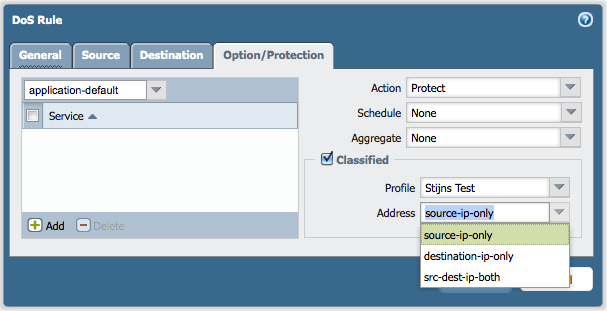 DoS Rule
General
Source
Destination
Option/Protection
application-default
Service
Add
Delete
Action
Protect
Schedule
None
Aggregate
None
Classified
Profile
Stijns Test
Address
source-ip-only
source-ip-only
destination-ip-only
src-dest-ip-both